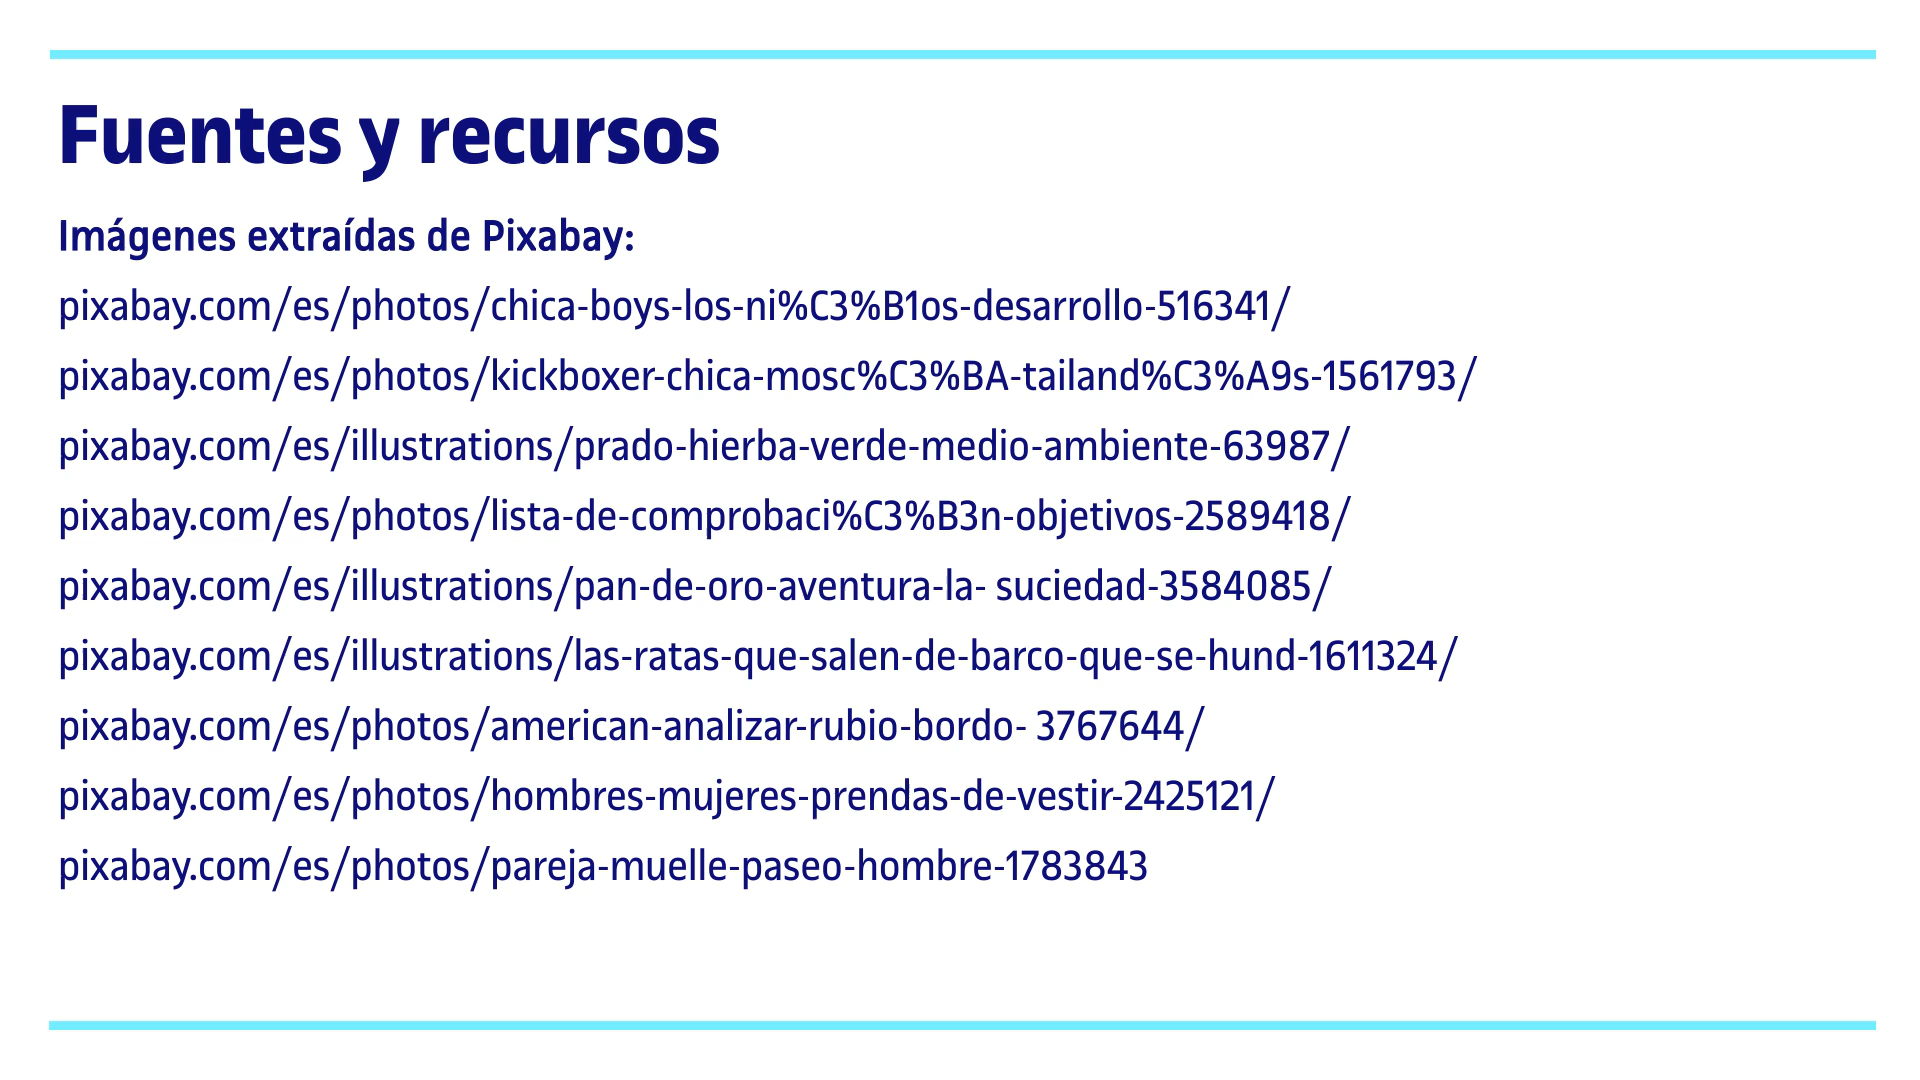 Fuentes y recursos
Imágenes extraídas de Pixabay:
pixabay.com/es/photos/chica-boys-los-ni%C3%B1os-desarrollo-516341/
pixabay.com/es/photos/kickboxer-chica-mosc%C3%BA-tailand%C3%A9s-1561793/
pixabay.com/es/illustrations/prado-hierba-verde-medio-ambiente-63987/
pixabay.com/es/photos/lista-de-comprobaci%C3%B3n-objetivos-2589418/
pixabay.com/es/illustrations/pan-de-oro-aventura-la- suciedad-3584085/
pixabay.com/es/illustrations/las-ratas-que-salen-de-barco-que-se-hund-1611324/
pixabay.com/es/photos/american-analizar-rubio-bordo- 3767644/
pixabay.com/es/photos/hombres-mujeres-prendas-de-vestir-2425121/
pixabay.com/es/photos/pareja-muelle-paseo-hombre-1783843